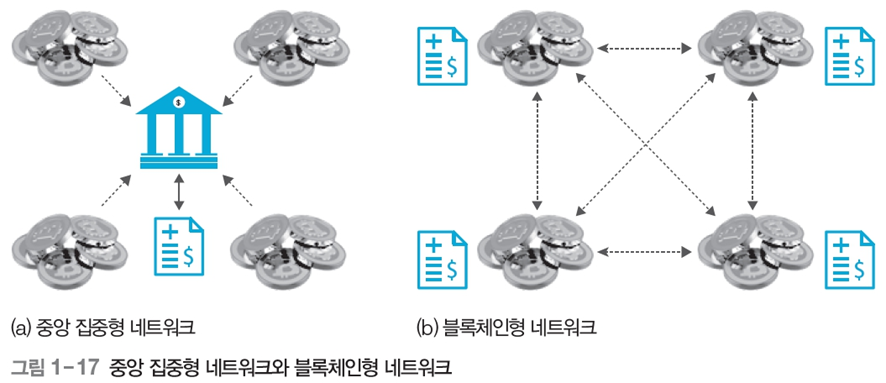 (a) 중앙 집중형 네트워크
(b) 블록체인형 네트워크
그림 1-17 중앙 집중형 네트워크와 블록체인형 네트워크